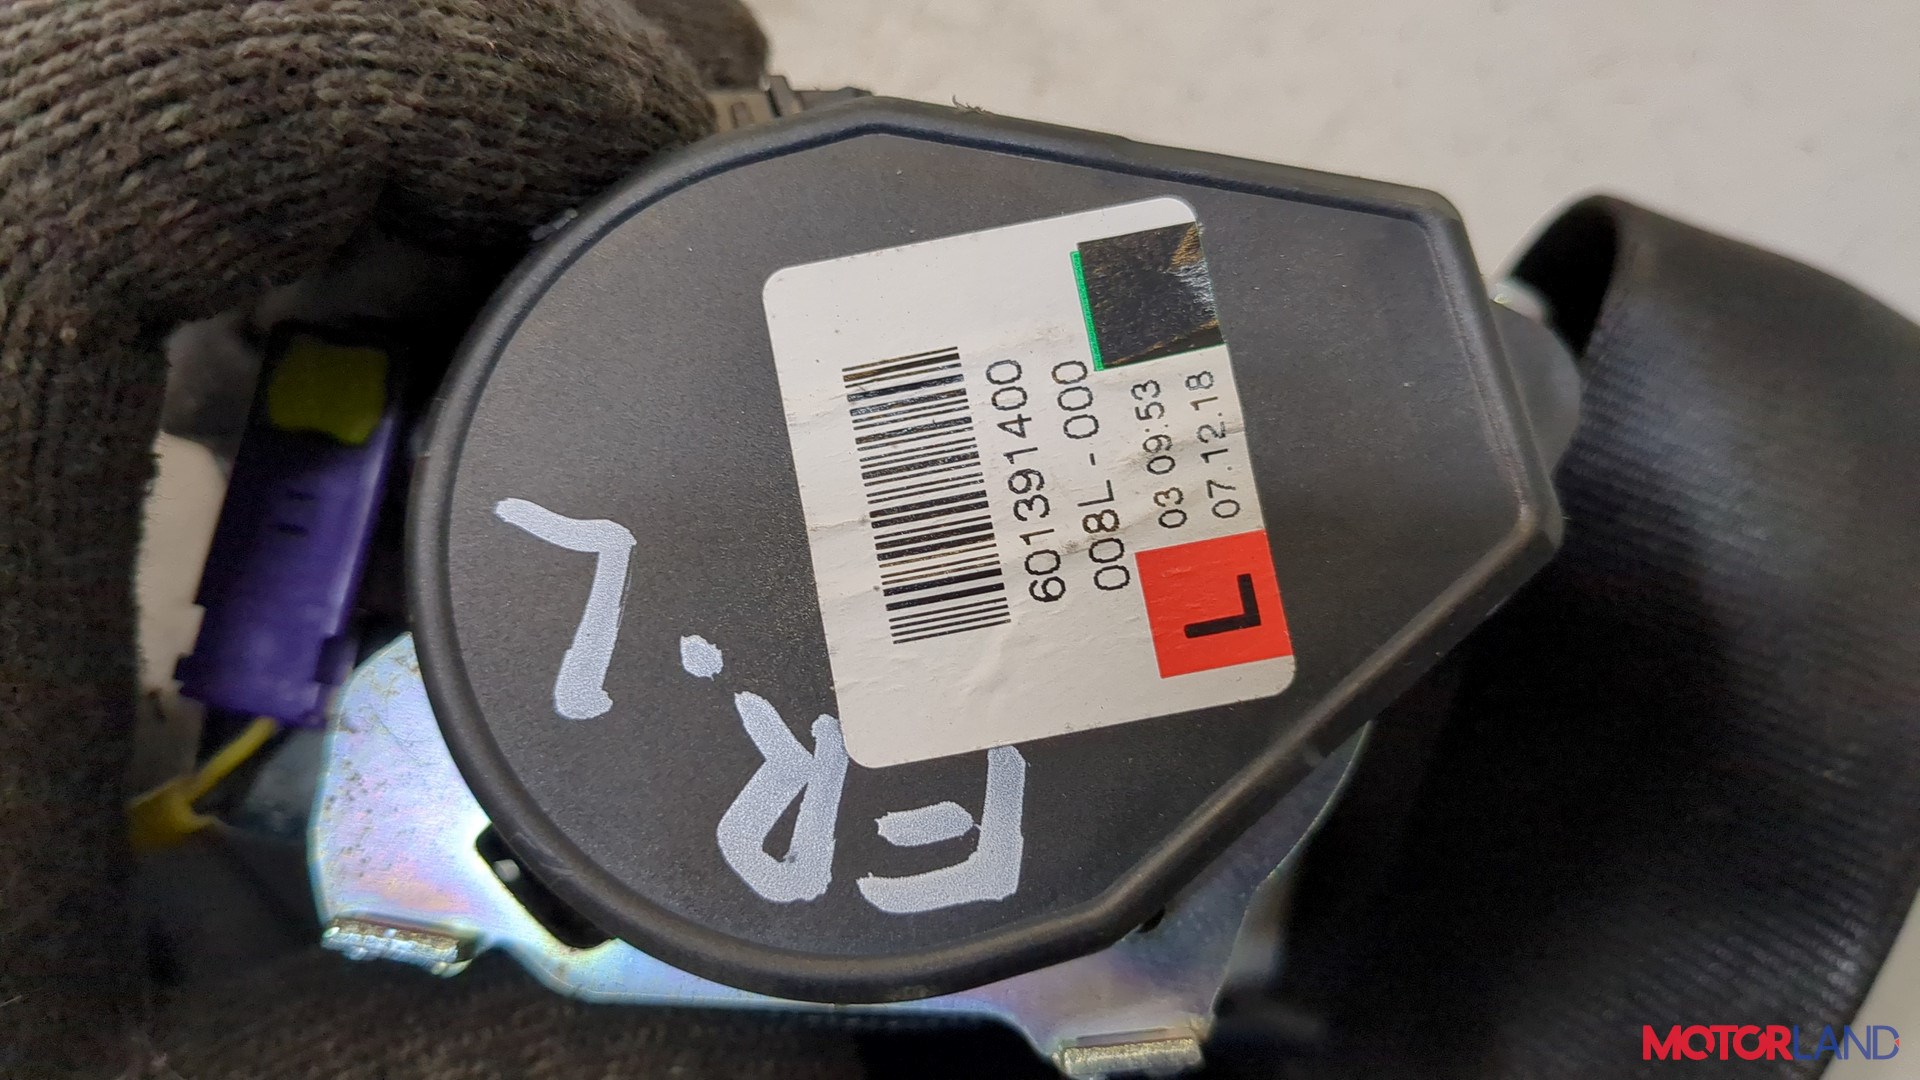 601391400
008L-000
03 09:53
07.12.18
L
FR.L
MOTORLAND